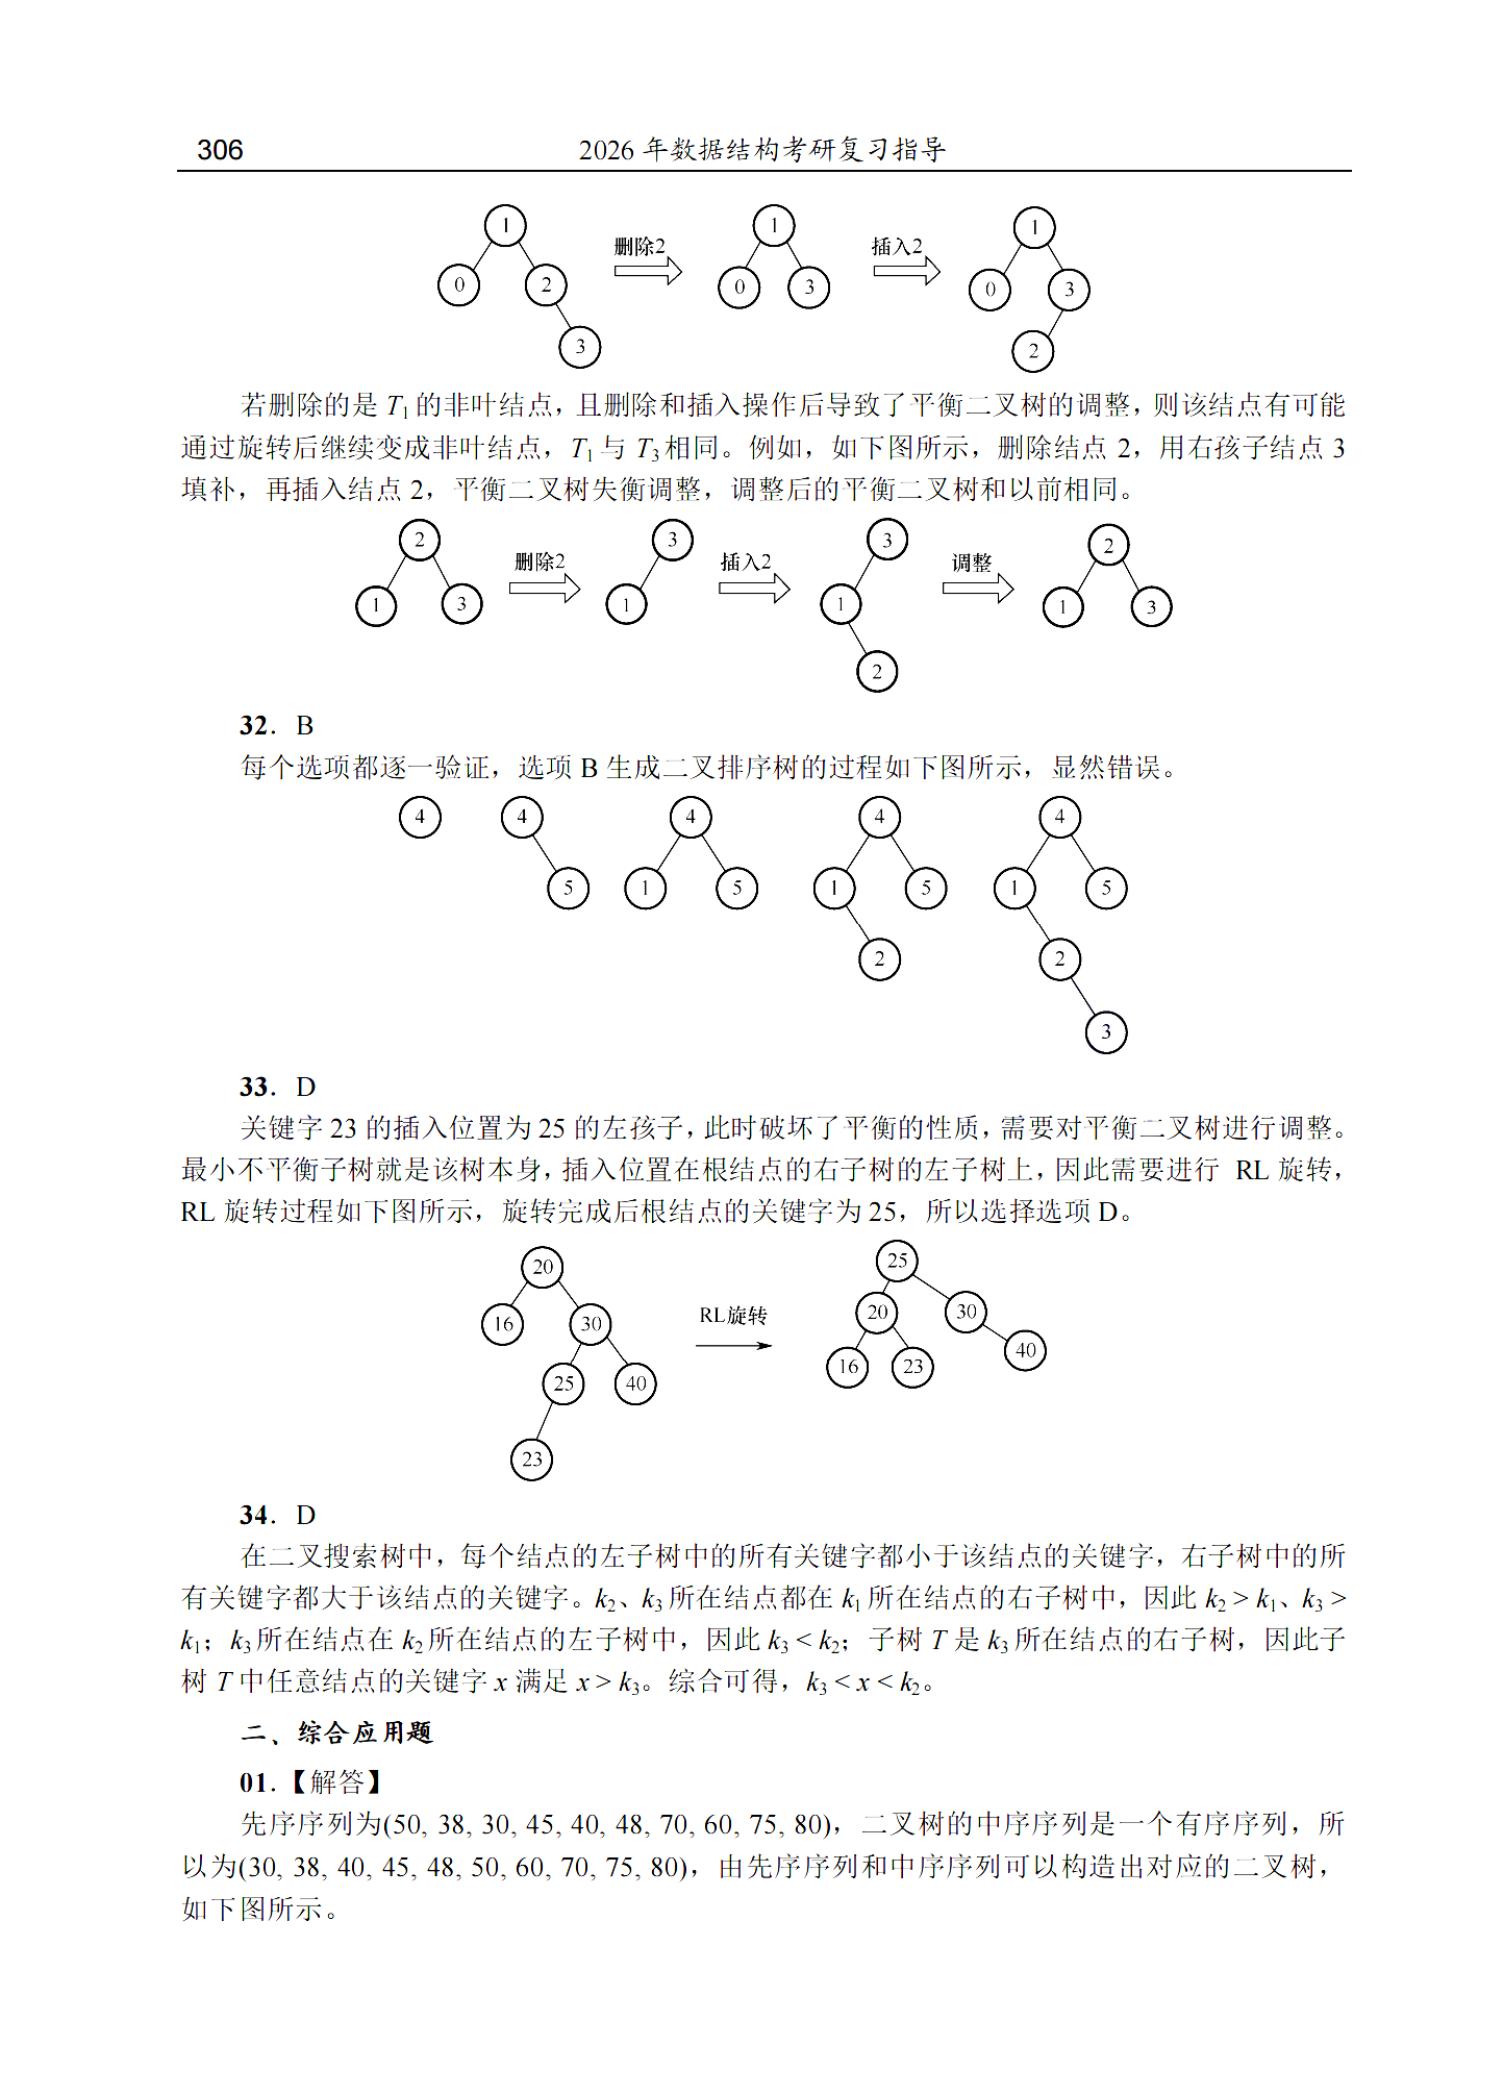 306 2026 年数据结构考研复习指导
1 1 1
删除2 插入2
0 2 0 3 0 3
3 2
若删除的是 T₁ 的非叶结点，且删除和插入操作后导致了平衡二叉树的调整，则该结点有可能
通过旋转后继续变成非叶结点，T₁ 与 T₃ 相同。例如，如下图所示，删除结点 2，用右孩子结点 3
填补，再插入结点 2，平衡二叉树失衡调整，调整后的平衡二叉树和以前相同。
2 3 3 2
删除2 插入2 调整
1 3 1 1 1 3
2
32．B
每个选项都逐一验证，选项 B 生成二叉排序树的过程如下图所示，显然错误。
4 4 4 4 4
5 1 5 1 5 1 5
2 2
3
33．D
关键字 23 的插入位置为 25 的左孩子，此时破坏了平衡的性质，需要对平衡二叉树进行调整。
最小不平衡子树就是该树本身，插入位置在根结点的右子树的左子树上，因此需要进行 RL 旋转，
RL 旋转过程如下图所示，旋转完成后根结点的关键字为 25，所以选择选项 D。
20 25
16 30 RL旋转 20 30
25 40 16 23 40
23
34．D
在二叉搜索树中，每个结点的左子树中的所有关键字都小于该结点的关键字，右子树中的所
有关键字都大于该结点的关键字。k₂、k₃ 所在结点都在 k₁ 所在结点的右子树中，因此 k₂ > k₁、k₃ >
k₁；k₃ 所在结点在 k₂ 所在结点的左子树中，因此 k₃ < k₂；子树 T 是 k₃ 所在结点的右子树，因此子
树 T 中任意结点的关键字 x 满足 x > k₃。综合可得，k₃ < x < k₂。
二、综合应用题
01.【解答】
先序序列为(50, 38, 30, 45, 40, 48, 70, 60, 75, 80)，二叉树的中序序列是一个有序序列，所
以为(30, 38, 40, 45, 48, 50, 60, 70, 75, 80)，由先序序列和中序序列可以构造出对应的二叉树，
如下图所示。